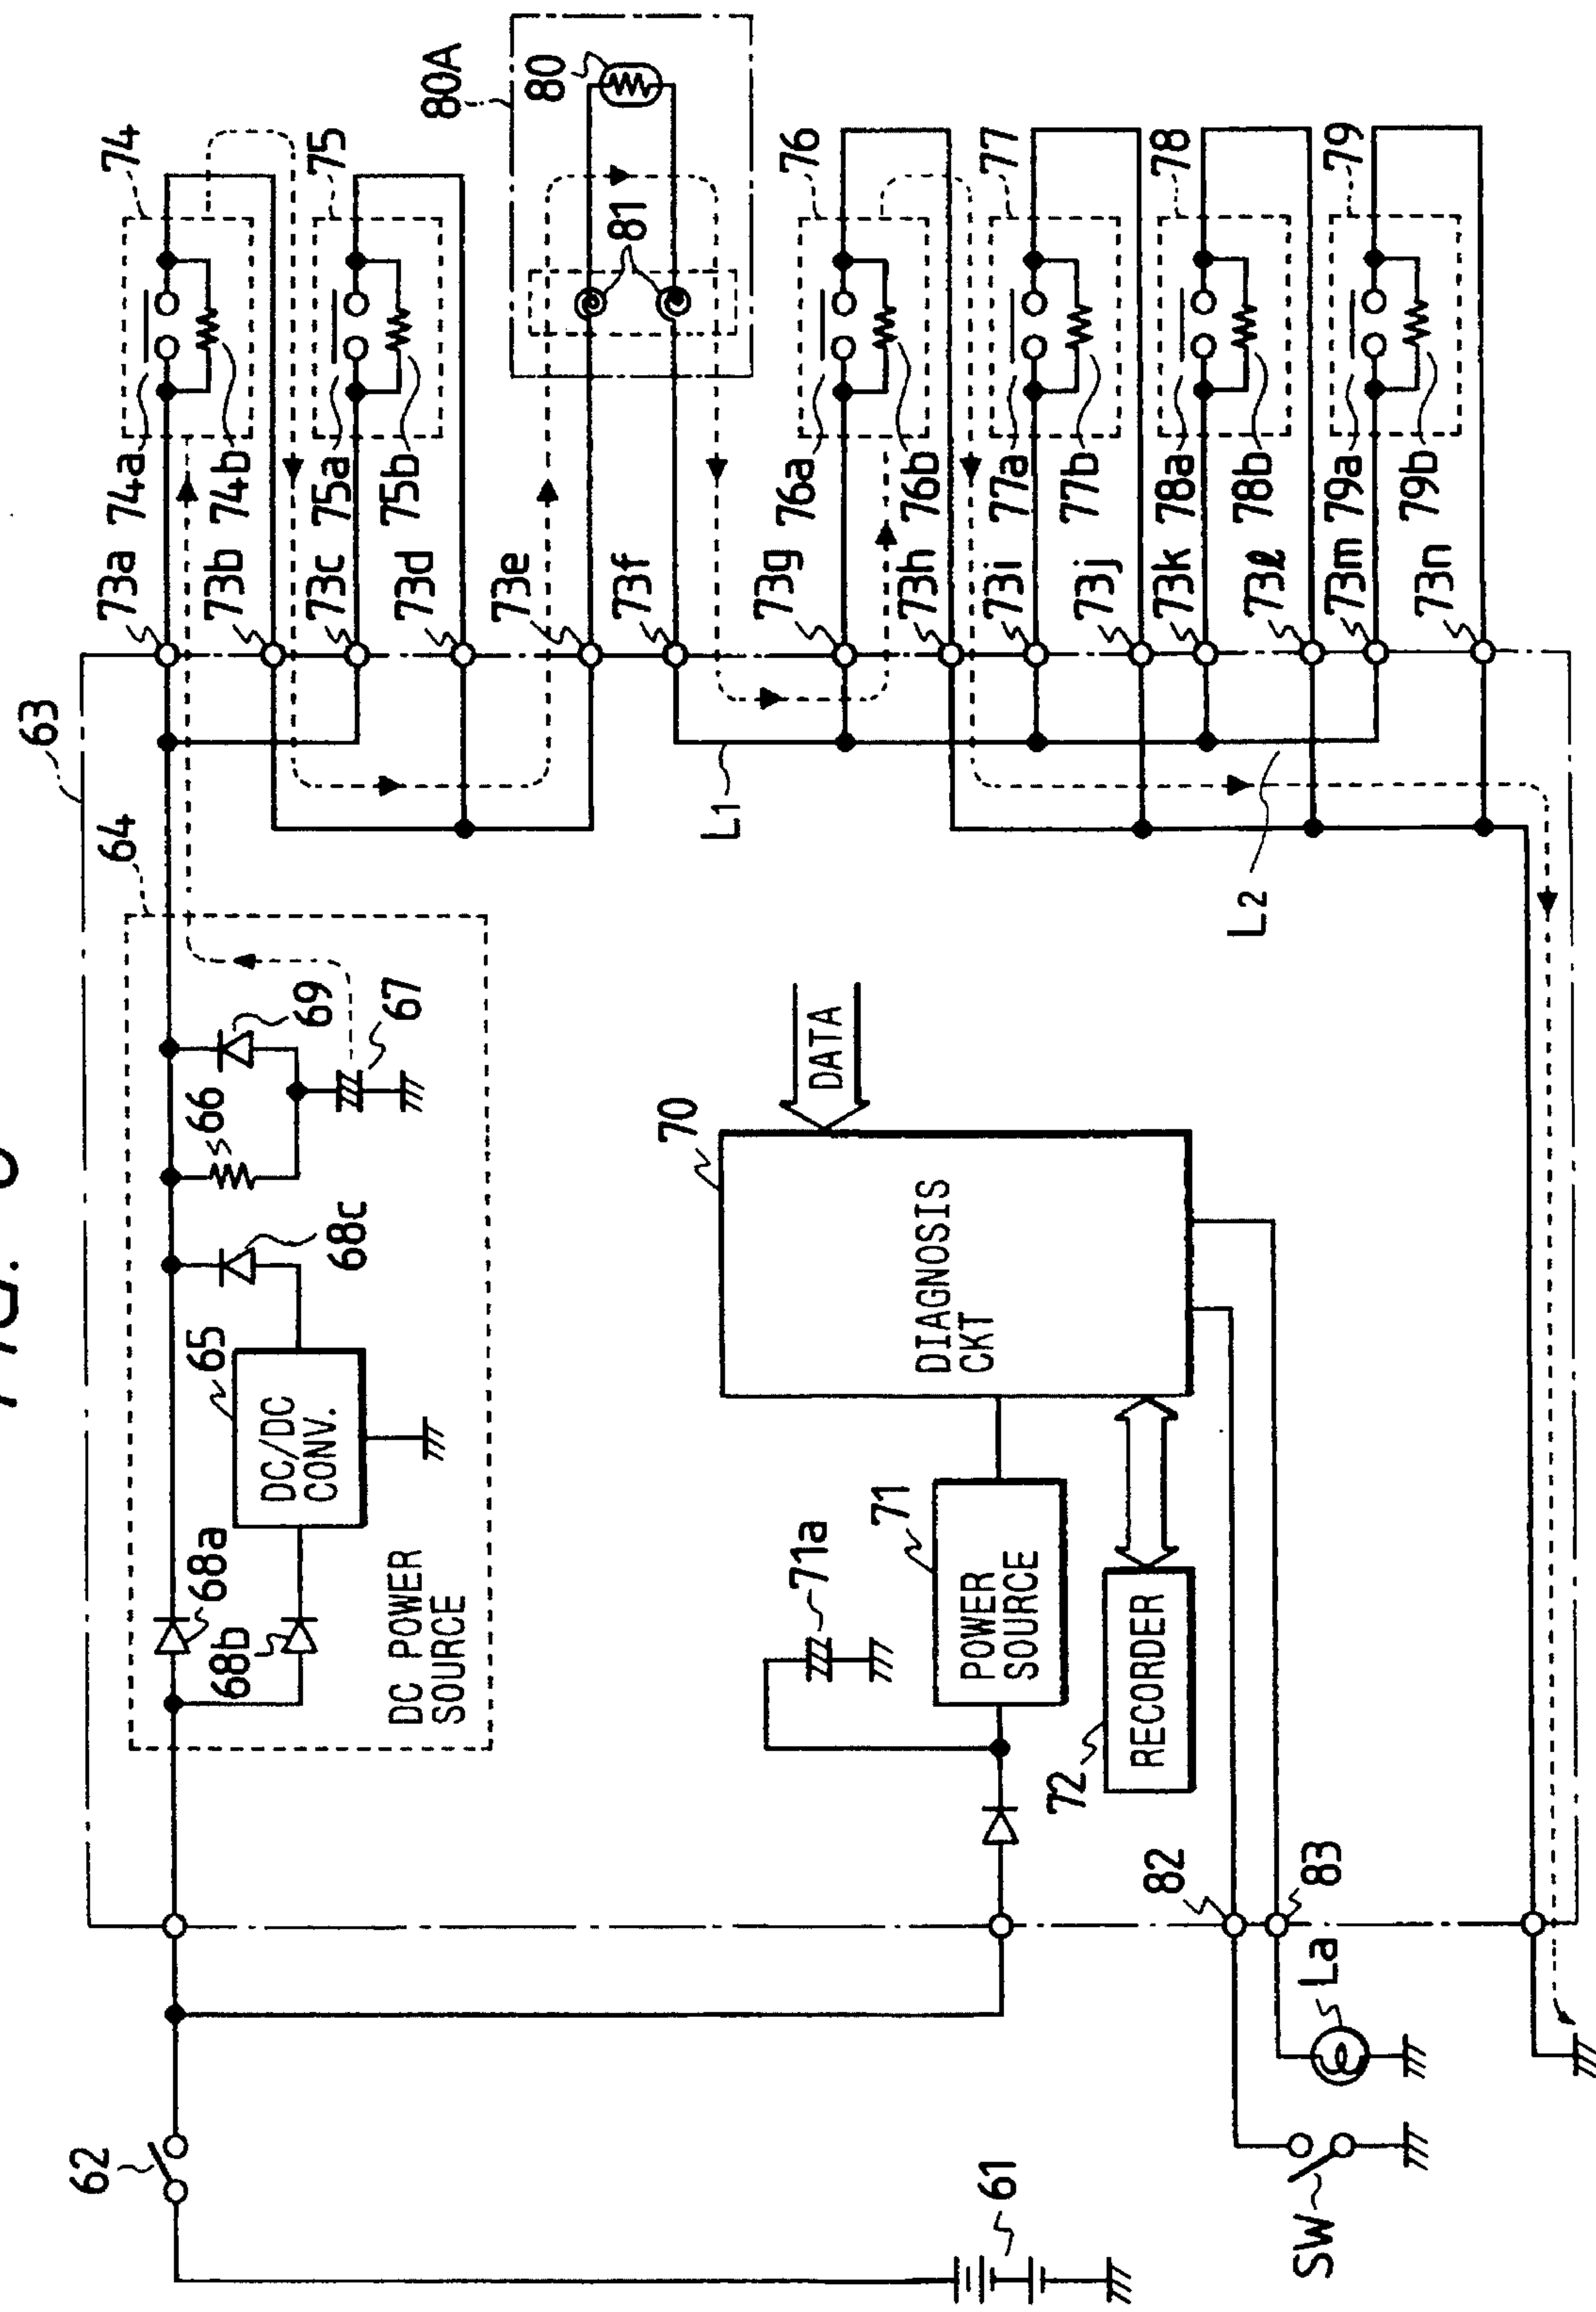 63
64
65
66
67
68a
68b
68c
69
DC/DC
CONV.
DC POWER
SOURCE
62
61
70
DIAGNOSIS
CKT
DATA
71
71a
POWER
SOURCE
72
RECORDER
82
83
La
SW
L1
L2
73a
73b
73c
73d
73e
73f
73g
73h
73i
73j
73k
73ℓ
73m
73n
74
74a
74b
75
75a
75b
80A
80
81
76
76a
76b
77
77a
77b
78
78a
78b
79
79a
79b